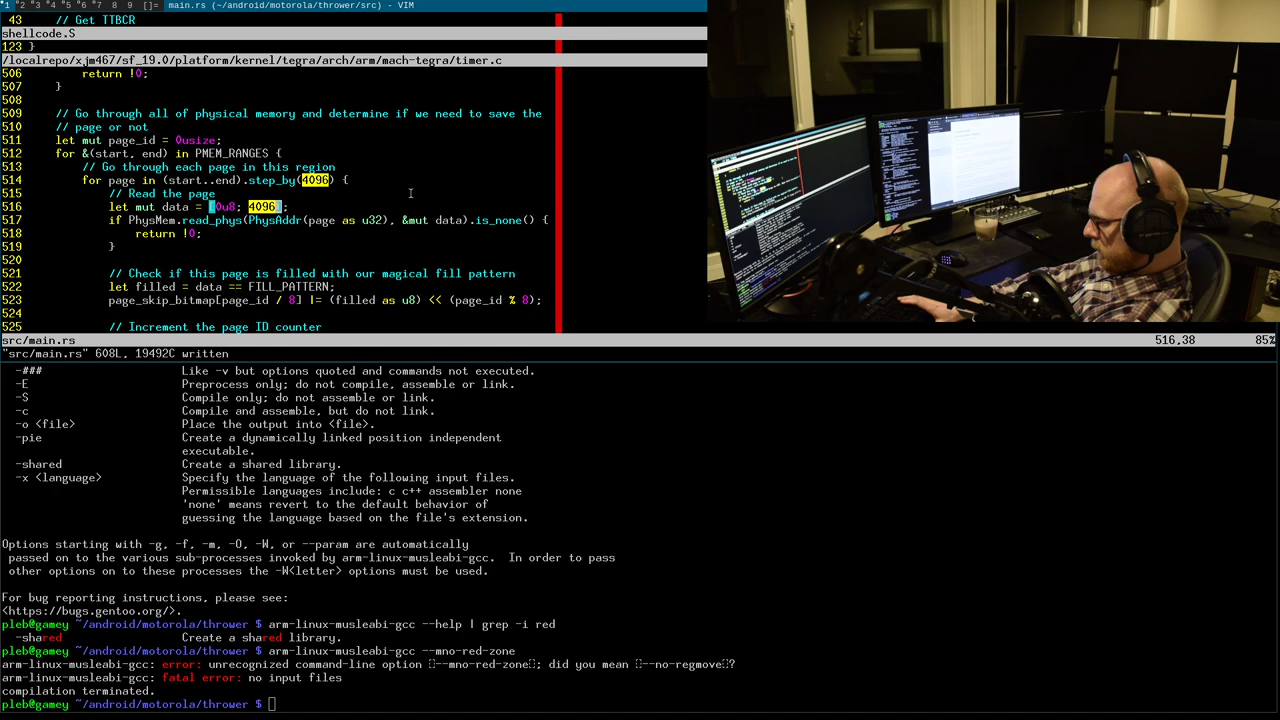 1 2 3 4 5 6 7 8 9 []= main.rs (~/android/motorola/thrower/src) - VIM
43 // Get TTBCR
shellcode.S
123 }
/localrepo/xjm467/sf_19.0/platform/kernel/tegra/arch/arm/mach-tegra/timer.c
506 return !0;
507 }
508
509 // Go through all of physical memory and determine if we need to save the
510 // page or not
511 let mut page_id = 0usize;
512 for &(start, end) in PMEM_RANGES {
513 // Go through each page in this region
514 for page in (start..end).step_by(4096) {
515 // Read the page
516 let mut data = [0u8; 4096];
517 if PhysMem.read_phys(PhysAddr(page as u32), &mut data).is_none() {
518 return !0;
519 }
520
521 // Check if this page is filled with our magical fill pattern
522 let filled = data == FILL_PATTERN;
523 page_skip_bitmap[page_id / 8] |= (filled as u8) << (page_id % 8);
524
525 // Increment the page ID counter
src/main.rs 516,38 85%
"src/main.rs" 608L, 19492C written
-### Like -v but options quoted and commands not executed.
-E Preprocess only; do not compile, assemble or link.
-S Compile only; do not assemble or link.
-c Compile and assemble, but do not link.
-o <file> Place the output into <file>.
-pie Create a dynamically linked position independent
executable.
-shared Create a shared library.
-x <language> Specify the language of the following input files.
Permissible languages include: c c++ assembler none
'none' means revert to the default behavior of
guessing the language based on the file's extension.
Options starting with -g, -f, -m, -O, -W, or --param are automatically
passed on to the various sub-processes invoked by arm-linux-musleabi-gcc. In order to pass
other options on to these processes the -W<letter> options must be used.
For bug reporting instructions, please see:
<https://bugs.gentoo.org/>.
pleb@gamey ~/android/motorola/thrower $ arm-linux-musleabi-gcc --help | grep -i red
-shared Create a shared library.
pleb@gamey ~/android/motorola/thrower $ arm-linux-musleabi-gcc --mno-red-zone
arm-linux-musleabi-gcc: error: unrecognized command-line option --mno-red-zone; did you mean --no-regmove?
arm-linux-musleabi-gcc: fatal error: no input files
compilation terminated.
pleb@gamey ~/android/motorola/thrower $